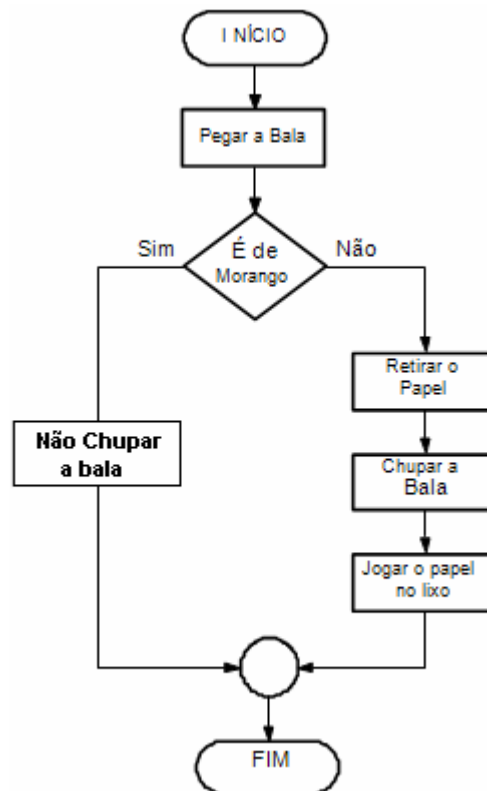 I NÍCIO
Pegar a Bala
Sim
É de
Morango
Não
Retirar o
Papel
Não Chupar
a bala
Chupar a
Bala
Jogar o papel
no lixo
FIM